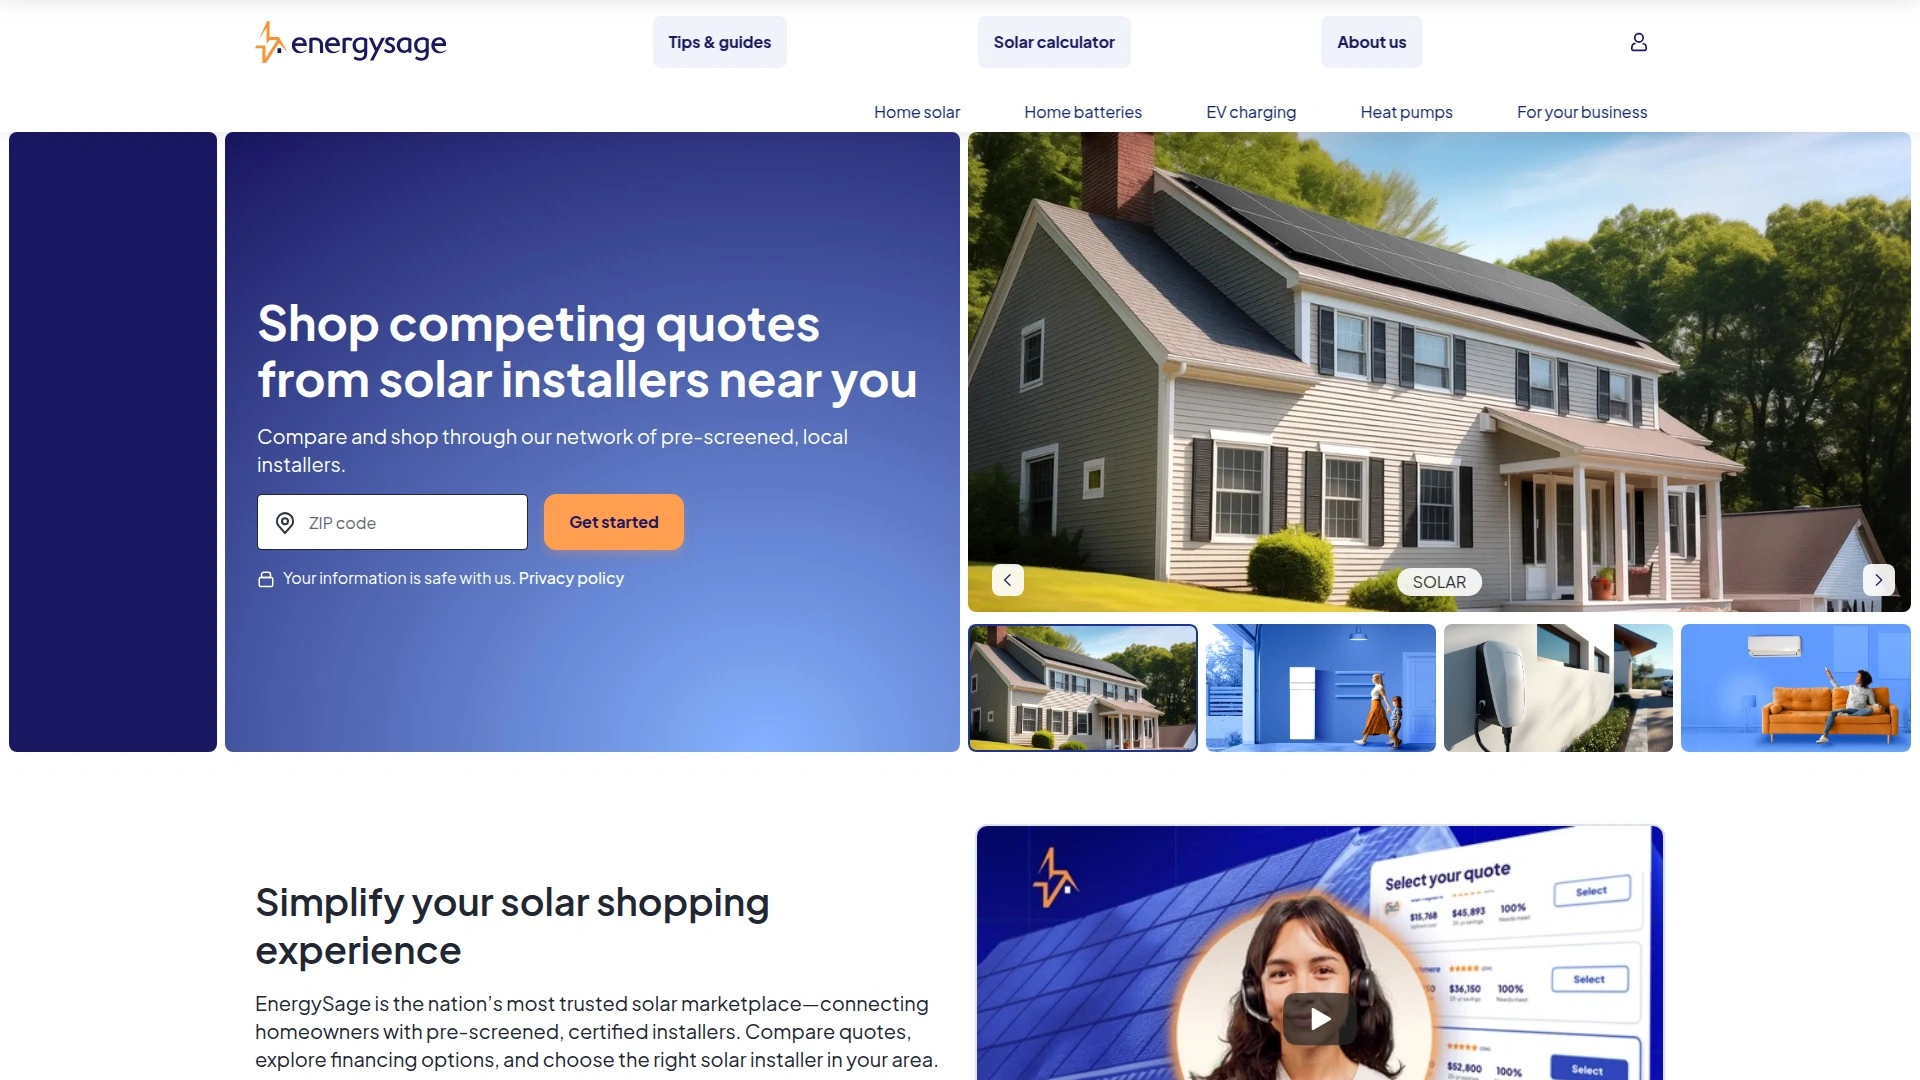 energysage
Tips & guides
Solar calculator
About us
Home solar
Home batteries
EV charging
Heat pumps
For your business
Shop competing quotes
from solar installers near you
Compare and shop through our network of pre-screened, local
installers.
ZIP code
Get started
Your information is safe with us. Privacy policy
SOLAR
Simplify your solar shopping
experience
EnergySage is the nation’s most trusted solar marketplace—connecting
homeowners with pre-screened, certified installers. Compare quotes,
explore financing options, and choose the right solar installer in your area.
Select your quote
$15,768
$45,893
100%
Select
$36,150
100%
Select
$52,800
100%
Select